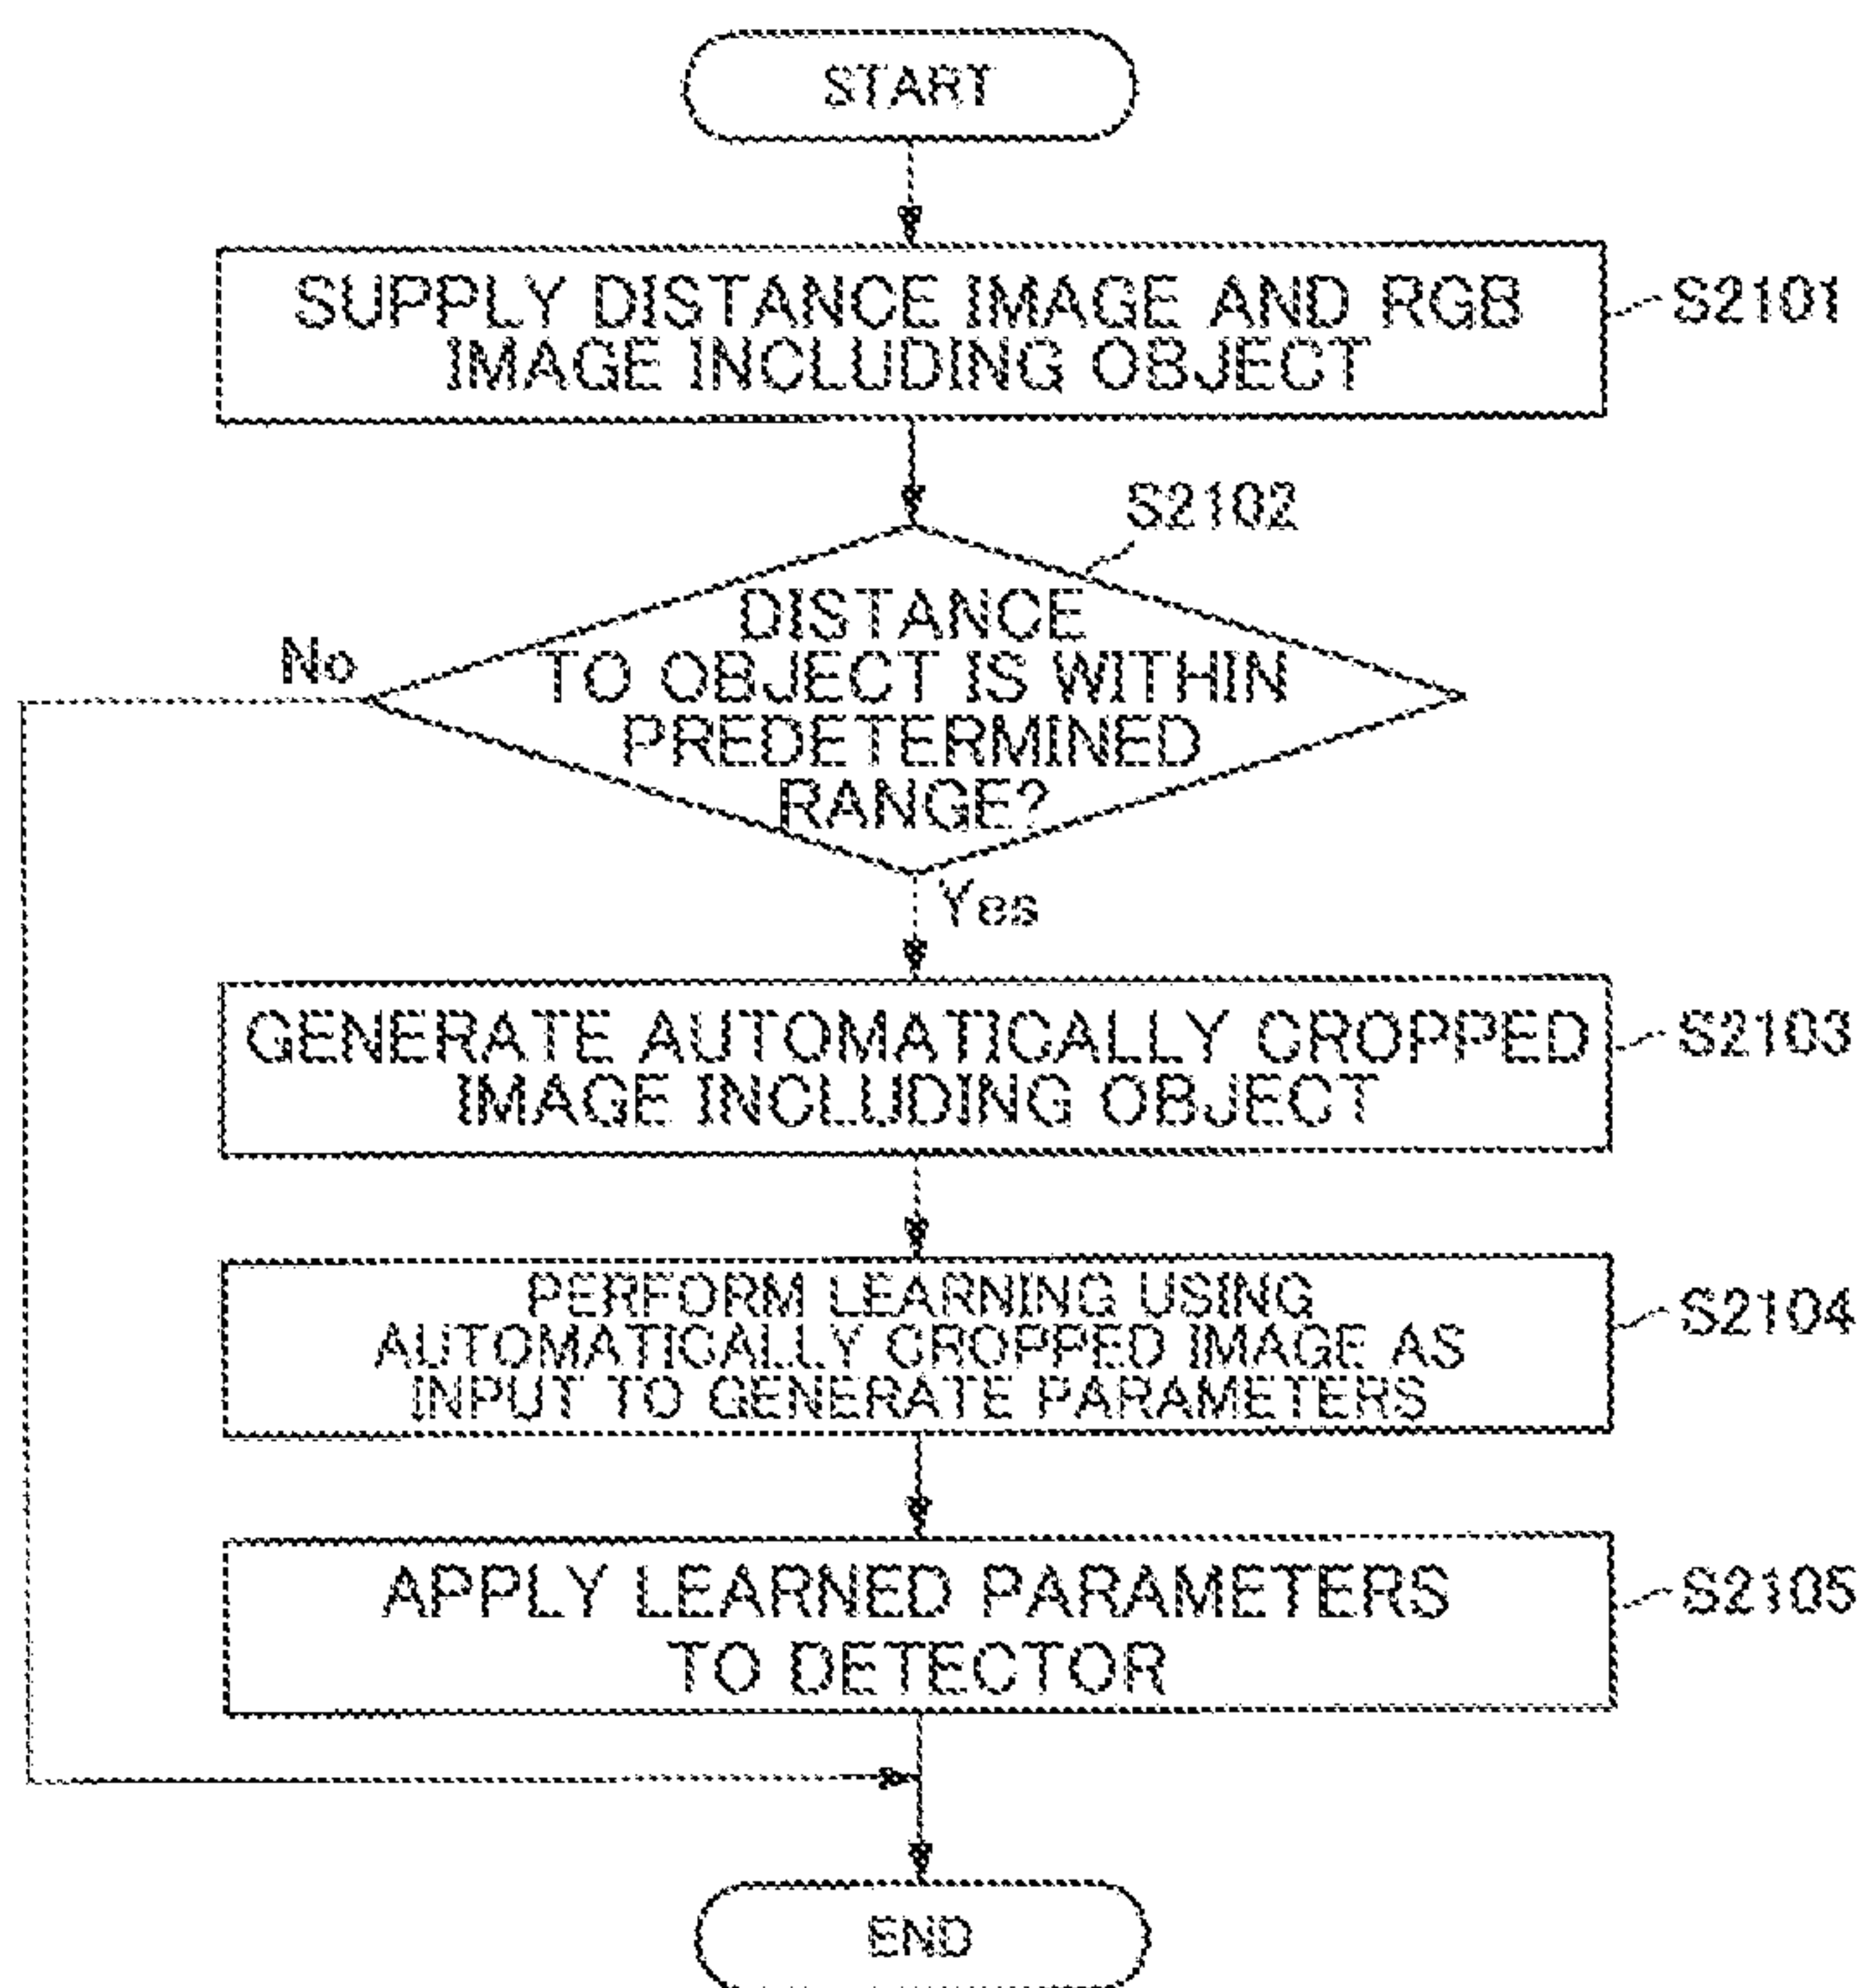 START
SUPPLY DISTANCE IMAGE AND RGB
IMAGE INCLUDING OBJECT
S2101
S2102
DISTANCE
TO OBJECT IS WITHIN
PREDETERMINED
RANGE?
No
Yes
GENERATE AUTOMATICALLY CROPPED
IMAGE INCLUDING OBJECT
S2103
PERFORM LEARNING USING
AUTOMATICALLY CROPPED IMAGE AS
INPUT TO GENERATE PARAMETERS
S2104
APPLY LEARNED PARAMETERS
TO DETECTOR
S2105
END